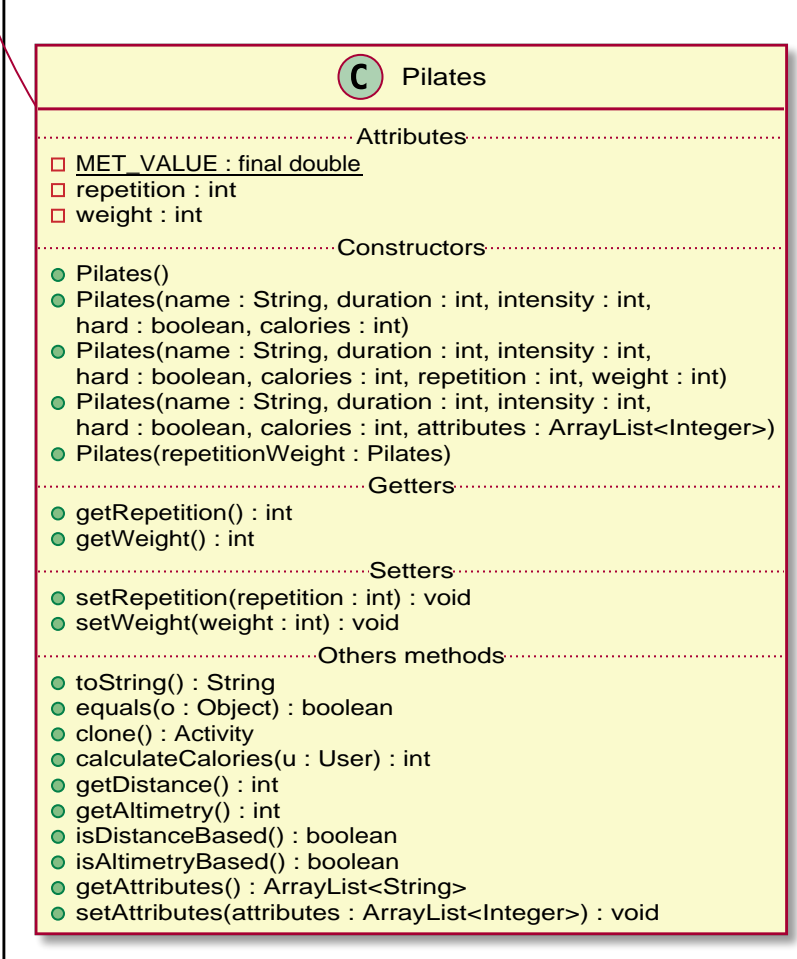 C Pilates
Attributes
MET_VALUE : final double
repetition : int
weight : int
Constructors
Pilates()
Pilates(name : String, duration : int, intensity : int,
hard : boolean, calories : int)
Pilates(name : String, duration : int, intensity : int,
hard : boolean, calories : int, repetition : int, weight : int)
Pilates(name : String, duration : int, intensity : int,
hard : boolean, calories : int, attributes : ArrayList<Integer>)
Pilates(repetitionWeight : Pilates)
Getters
getRepetition() : int
getWeight() : int
Setters
setRepetition(repetition : int) : void
setWeight(weight : int) : void
Others methods
toString() : String
equals(o : Object) : boolean
clone() : Activity
calculateCalories(u : User) : int
getDistance() : int
getAltimetry() : int
isDistanceBased() : boolean
isAltimetryBased() : boolean
getAttributes() : ArrayList<String>
setAttributes(attributes : ArrayList<Integer>) : void